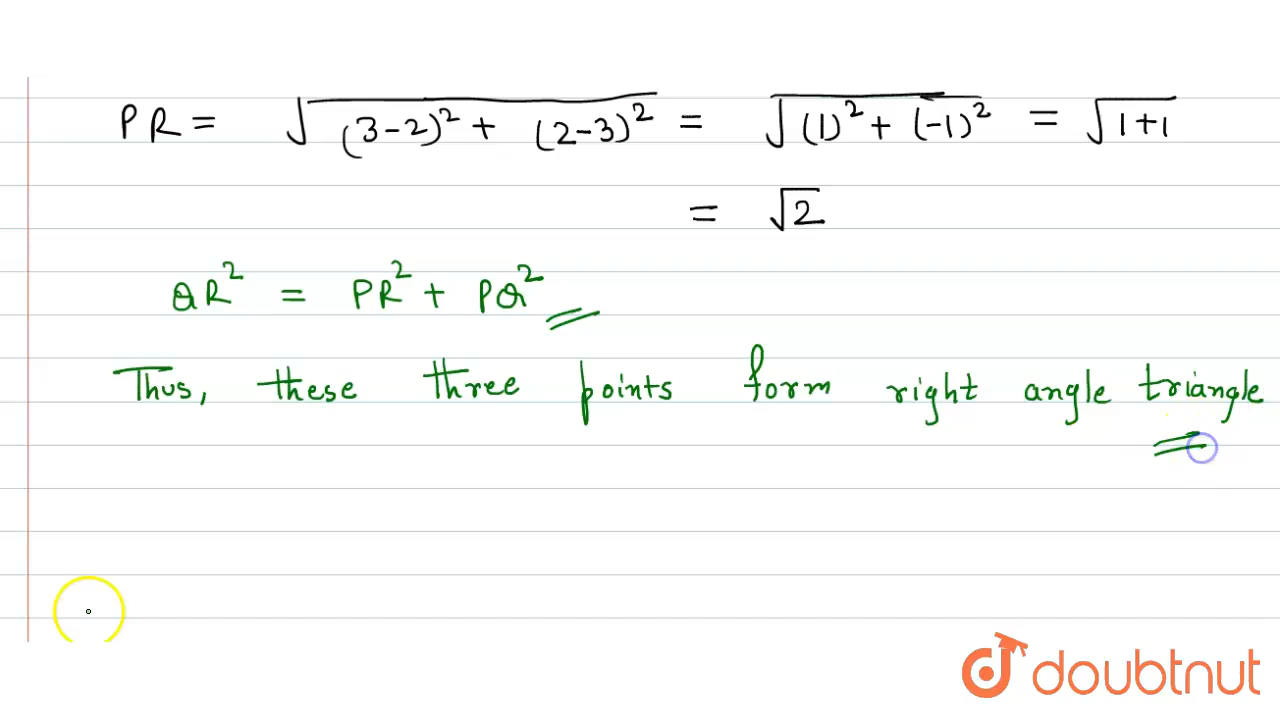 PR = √(3-2)² + (2-3)² = √(1)² + (-1)² = √1+1
= √2
QR² = PR² + PQ²
Thus, these three points form right angle triangle
doubtnut